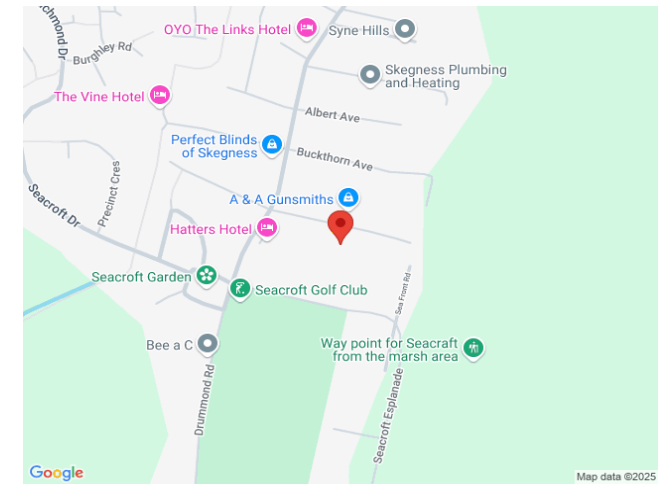 OYO The Links Hotel
Syne Hills
chmond Dr
Burghley Rd
Skegness Plumbing
and Heating
The Vine Hotel
Albert Ave
Perfect Blinds
of Skegness
Buckthorn Ave
Precinct Cres
Seacroft Dr
A & A Gunsmiths
Hatters Hotel
Seacroft Garden
Seacroft Golf Club
Sea Front Rd
Bee a C
Way point for Seacraft
from the marsh area
Drummond Rd
Seacroft Esplanade
Google
Map data ©2025